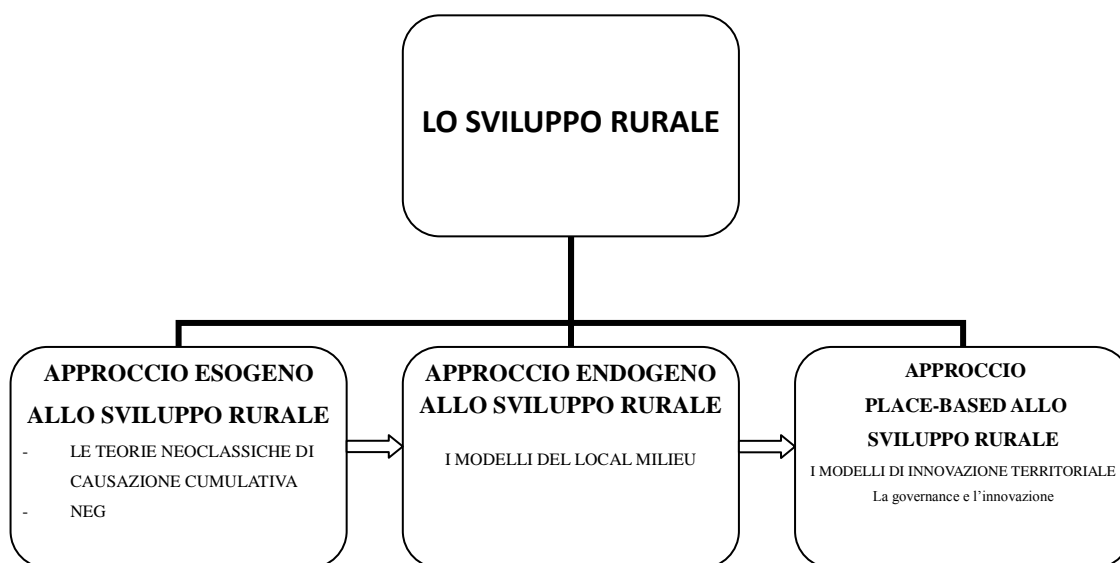 LO SVILUPPO RURALE
APPROCCIO ESOGENO
ALLO SVILUPPO RURALE
- LE TEORIE NEOCLASSICHE DI
CAUSAZIONE CUMULATIVA
- NEG
APPROCCIO ENDOGENO
ALLO SVILUPPO RURALE
I MODELLI DEL LOCAL MILIEU
APPROCCIO
PLACE-BASED ALLO
SVILUPPO RURALE
I MODELLI DI INNOVAZIONE TERRITORIALE
La governance e l’innovazione